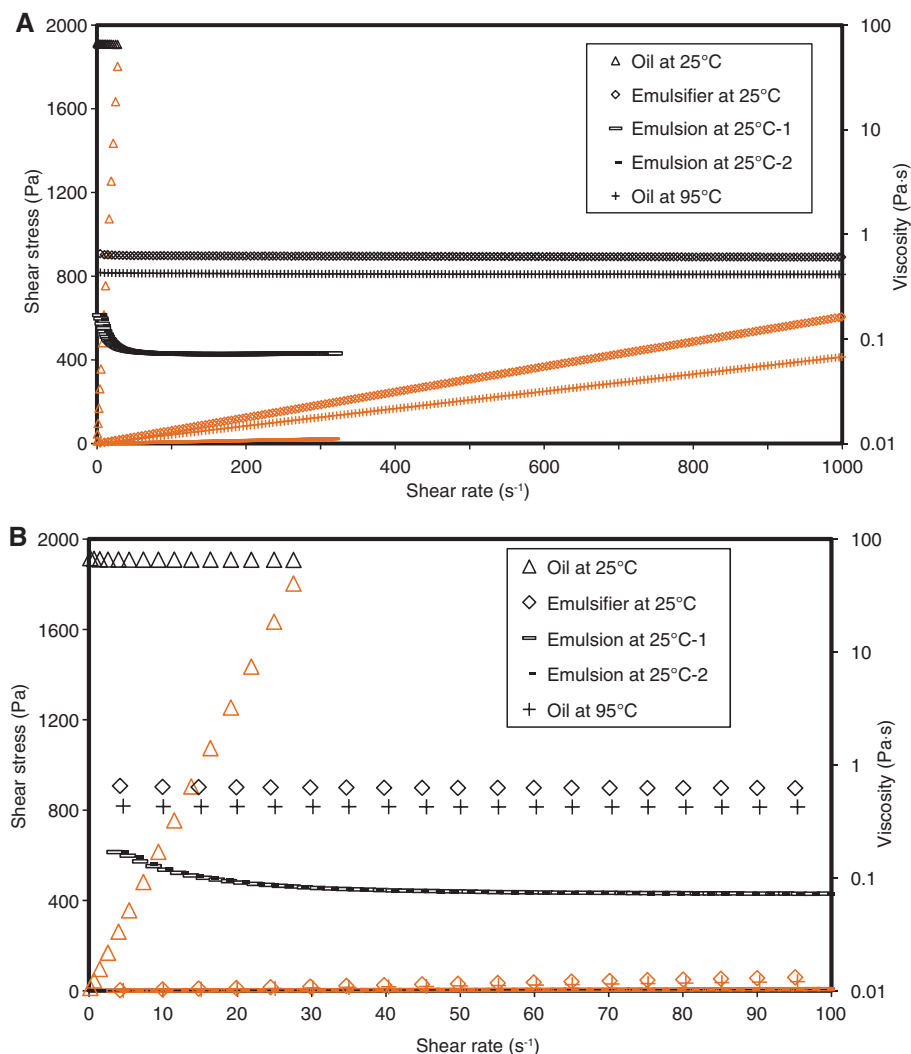 A
2000
1600
1200
800
400
0
Shear stress (Pa)
0
200
400
600
800
1000
Shear rate (s⁻¹)
100
10
1
0.1
0.01
Viscosity (Pa·s)
Oil at 25°C
Emulsifier at 25°C
Emulsion at 25°C-1
Emulsion at 25°C-2
Oil at 95°C
B
2000
1600
1200
800
400
0
Shear stress (Pa)
0
10
20
30
40
50
60
70
80
90
100
Shear rate (s⁻¹)
100
10
1
0.1
0.01
Viscosity (Pa·s)
Oil at 25°C
Emulsifier at 25°C
Emulsion at 25°C-1
Emulsion at 25°C-2
Oil at 95°C